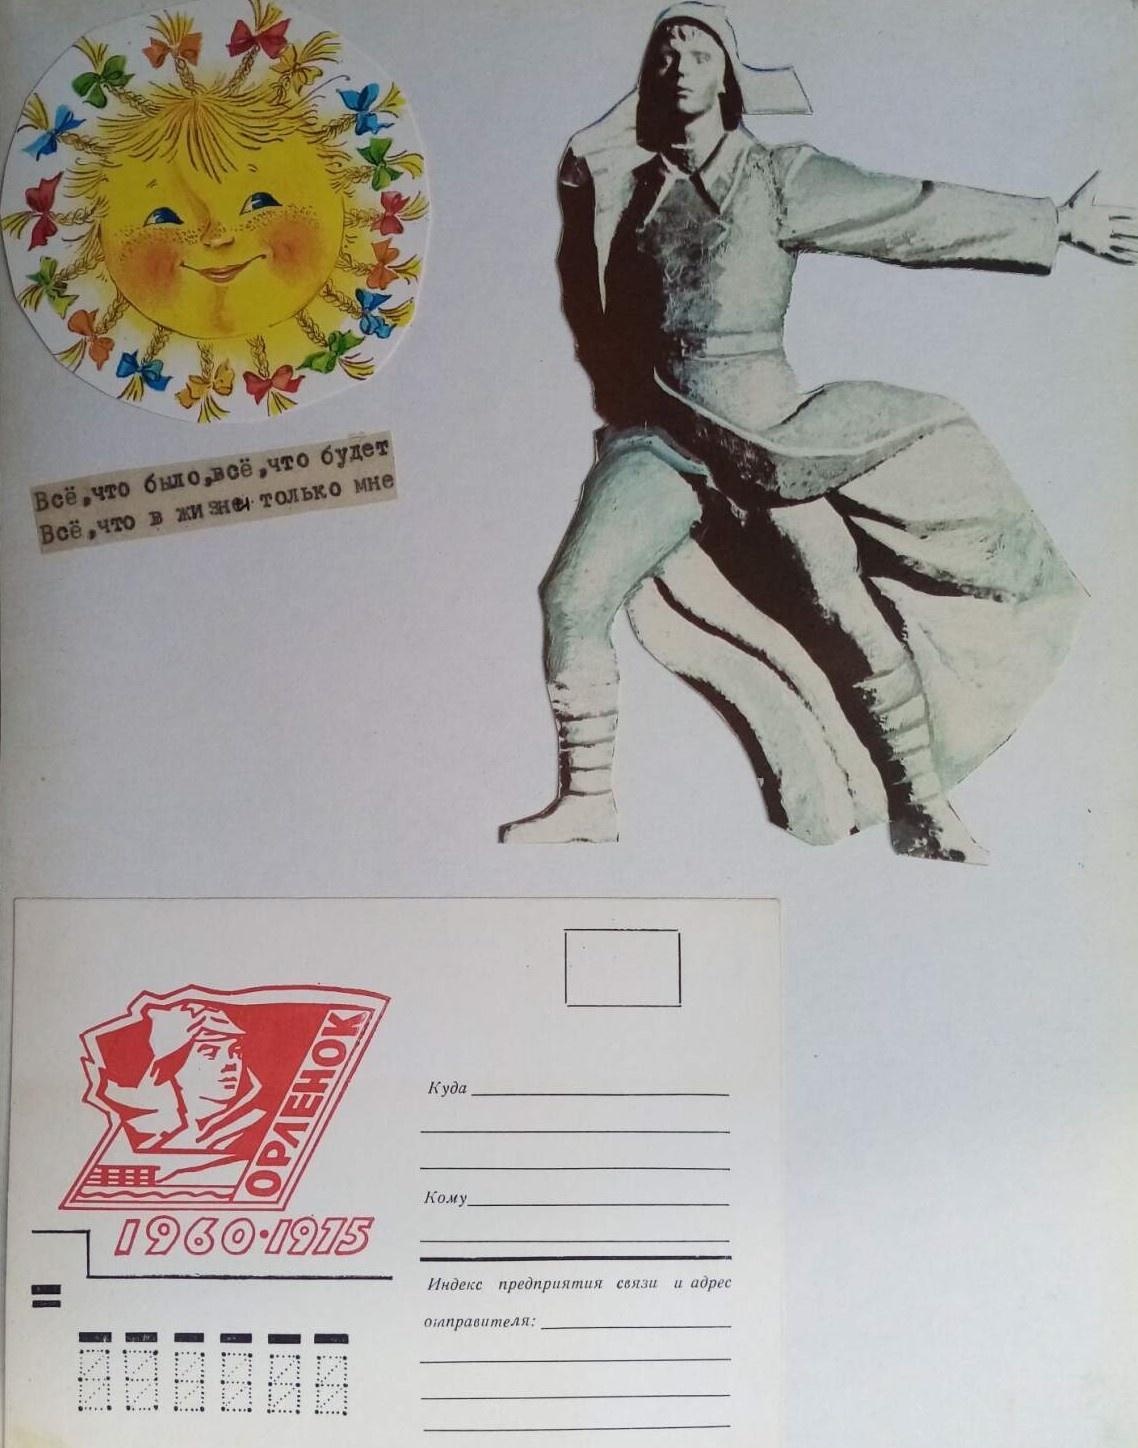 Всё,что было,всё,что будет
Всё,что в жизни только мне
ОРЛЕНОК
1960·1975
Куда
Кому
Индекс предприятия связи и адрес
отправителя: